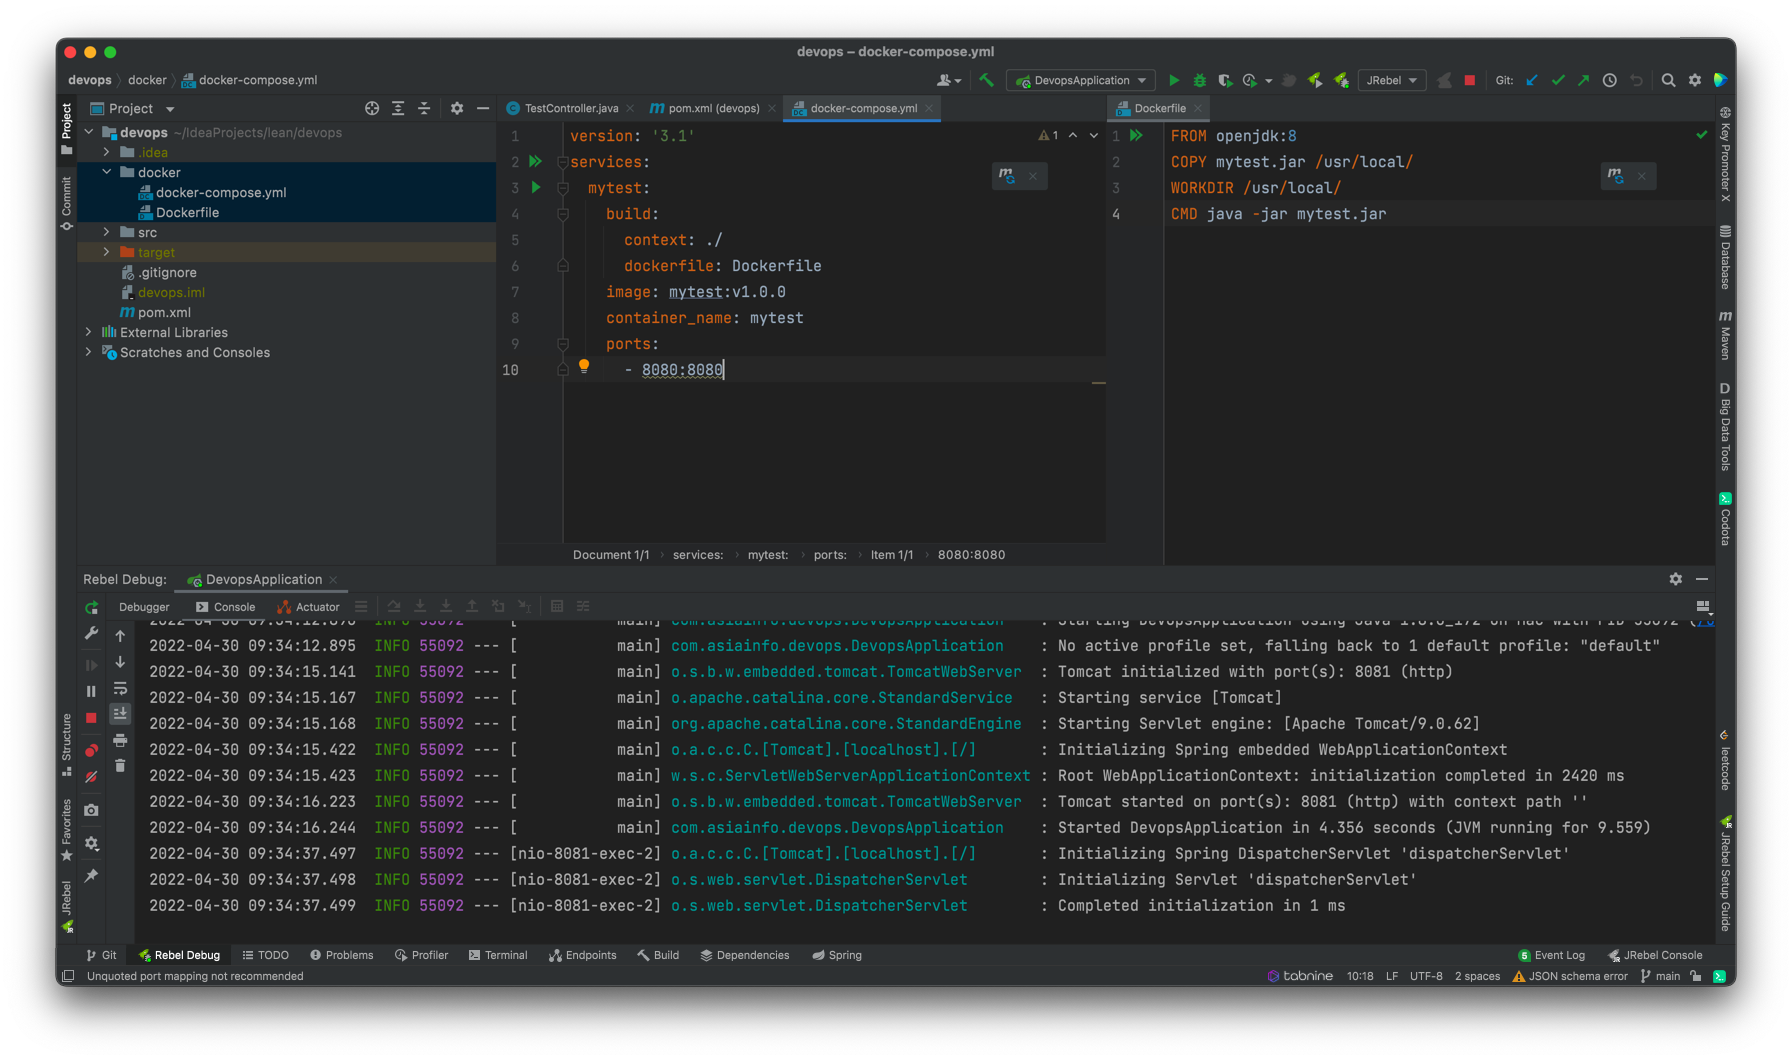 devops – docker-compose.yml
devops docker docker-compose.yml
DevopsApplication
JRebel
Git:
Project
TestController.java
pom.xml (devops)
docker-compose.yml
Dockerfile
devops ~/IdeaProjects/lean/devops
.idea
docker
docker-compose.yml
Dockerfile
src
target
.gitignore
devops.iml
pom.xml
External Libraries
Scratches and Consoles
1 version: '3.1'
2 services:
3 mytest:
4 build:
5 context: ./
6 dockerfile: Dockerfile
7 image: mytest:v1.0.0
8 container_name: mytest
9 ports:
10 - 8080:8080
1
1 FROM openjdk:8
2 COPY mytest.jar /usr/local/
3 WORKDIR /usr/local/
4 CMD java -jar mytest.jar
Document 1/1 services: mytest: ports: Item 1/1 8080:8080
Project
Commit
Structure
Favorites
JRebel
Key Promoter X
Database
Maven
Big Data Tools
Codota
leetcode
JRebel Setup Guide
Rebel Debug: DevopsApplication
Debugger Console Actuator
INFO 55092 --- [ main] com.asiainfo.devops.DevopsApplication : Starting DevopsApplication using Java 1.8.0_172 on mac with PID 55092
2022-04-30 09:34:12.895 INFO 55092 --- [ main] com.asiainfo.devops.DevopsApplication : No active profile set, falling back to 1 default profile: "default"
2022-04-30 09:34:15.141 INFO 55092 --- [ main] o.s.b.w.embedded.tomcat.TomcatWebServer : Tomcat initialized with port(s): 8081 (http)
2022-04-30 09:34:15.167 INFO 55092 --- [ main] o.apache.catalina.core.StandardService : Starting service [Tomcat]
2022-04-30 09:34:15.168 INFO 55092 --- [ main] org.apache.catalina.core.StandardEngine : Starting Servlet engine: [Apache Tomcat/9.0.62]
2022-04-30 09:34:15.422 INFO 55092 --- [ main] o.a.c.c.C.[Tomcat].[localhost].[/] : Initializing Spring embedded WebApplicationContext
2022-04-30 09:34:15.423 INFO 55092 --- [ main] w.s.c.ServletWebServerApplicationContext : Root WebApplicationContext: initialization completed in 2420 ms
2022-04-30 09:34:16.223 INFO 55092 --- [ main] o.s.b.w.embedded.tomcat.TomcatWebServer : Tomcat started on port(s): 8081 (http) with context path ''
2022-04-30 09:34:16.244 INFO 55092 --- [ main] com.asiainfo.devops.DevopsApplication : Started DevopsApplication in 4.356 seconds (JVM running for 9.559)
2022-04-30 09:34:37.497 INFO 55092 --- [nio-8081-exec-2] o.a.c.c.C.[Tomcat].[localhost].[/] : Initializing Spring DispatcherServlet 'dispatcherServlet'
2022-04-30 09:34:37.498 INFO 55092 --- [nio-8081-exec-2] o.s.web.servlet.DispatcherServlet : Initializing Servlet 'dispatcherServlet'
2022-04-30 09:34:37.499 INFO 55092 --- [nio-8081-exec-2] o.s.web.servlet.DispatcherServlet : Completed initialization in 1 ms
Git Rebel Debug TODO Problems Profiler Terminal Endpoints Build Dependencies Spring 5 Event Log JRebel Console
Unquoted port mapping not recommended tabnine 10:18 LF UTF-8 2 spaces JSON schema error main